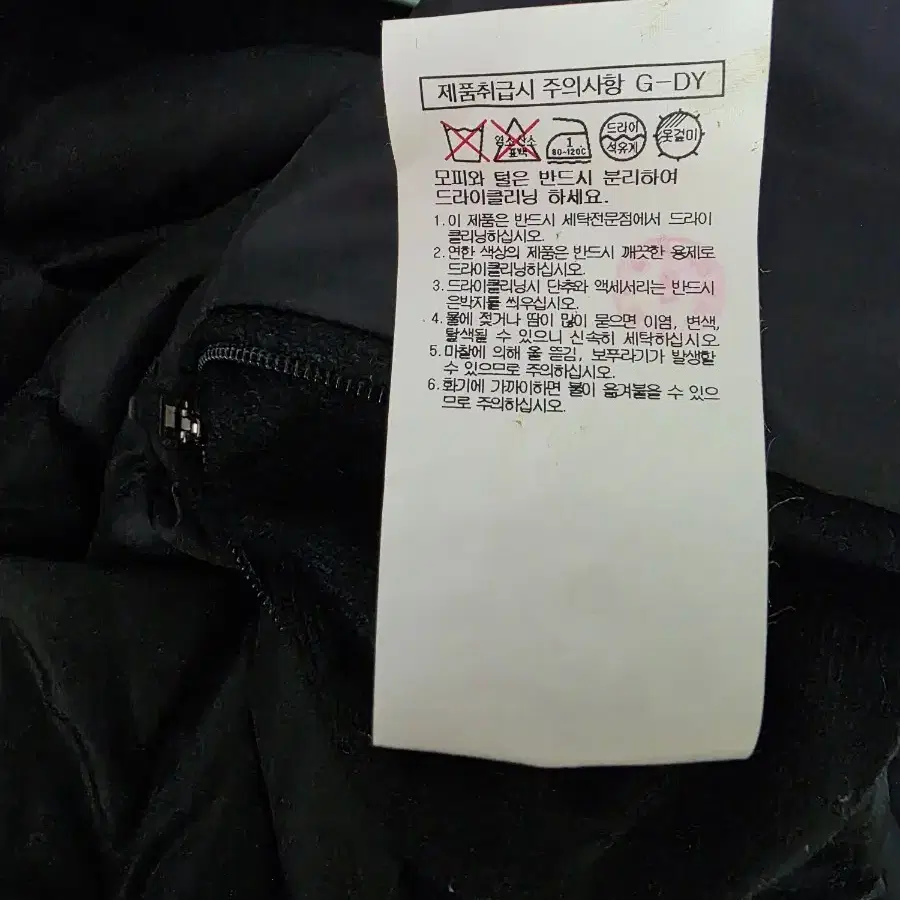 제품취급시 주의사항 G-DY
염소산소
표백
1
80-120C
드라이
석유계
옷걸이
모피와 털은 반드시 분리하여
드라이클리닝 하세요.
1. 이 제품은 반드시 세탁전문점에서 드라이
클리닝하십시오.
2. 연한 색상의 제품은 반드시 깨끗한 용제로
드라이클리닝하십시오.
3. 드라이클리닝시 단추와 액세서리는 반드시
은박지를 씌우십시오.
4. 물에 젖거나 땀이 많이 묻으면 이염, 변색,
탈색될 수 있으니 신속히 세탁하십시오
5. 마찰에 의해 올 뜯김, 보푸라기가 발생할
수 있으므로 주의하십시오.
6. 화기에 가까이하면 불이 옮겨붙을 수 있으
므로 주의하십시오.